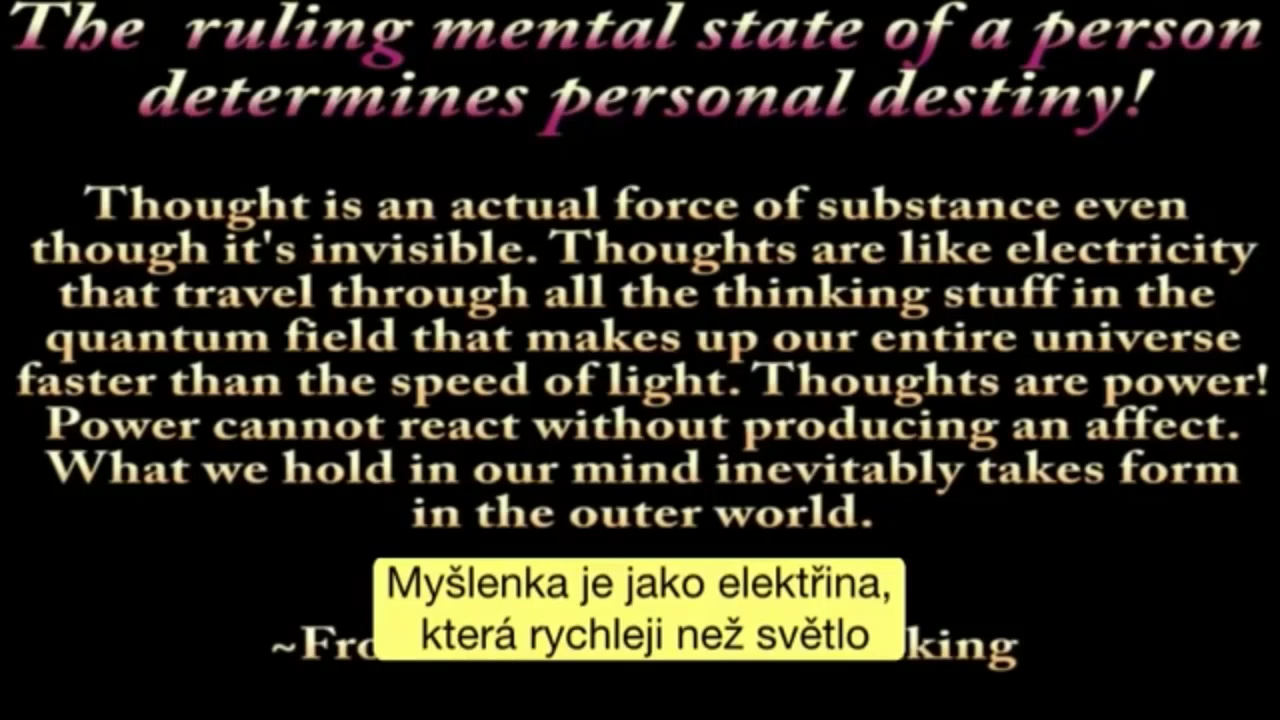 The ruling mental state of a person
determines personal destiny!
Thought is an actual force of substance even
though it's invisible. Thoughts are like electricity
that travel through all the thinking stuff in the
quantum field that makes up our entire universe
faster than the speed of light. Thoughts are power!
Power cannot react without producing an affect.
What we hold in our mind inevitably takes form
in the outer world.
Myšlenka je jako elektřina,
která rychleji než světlo